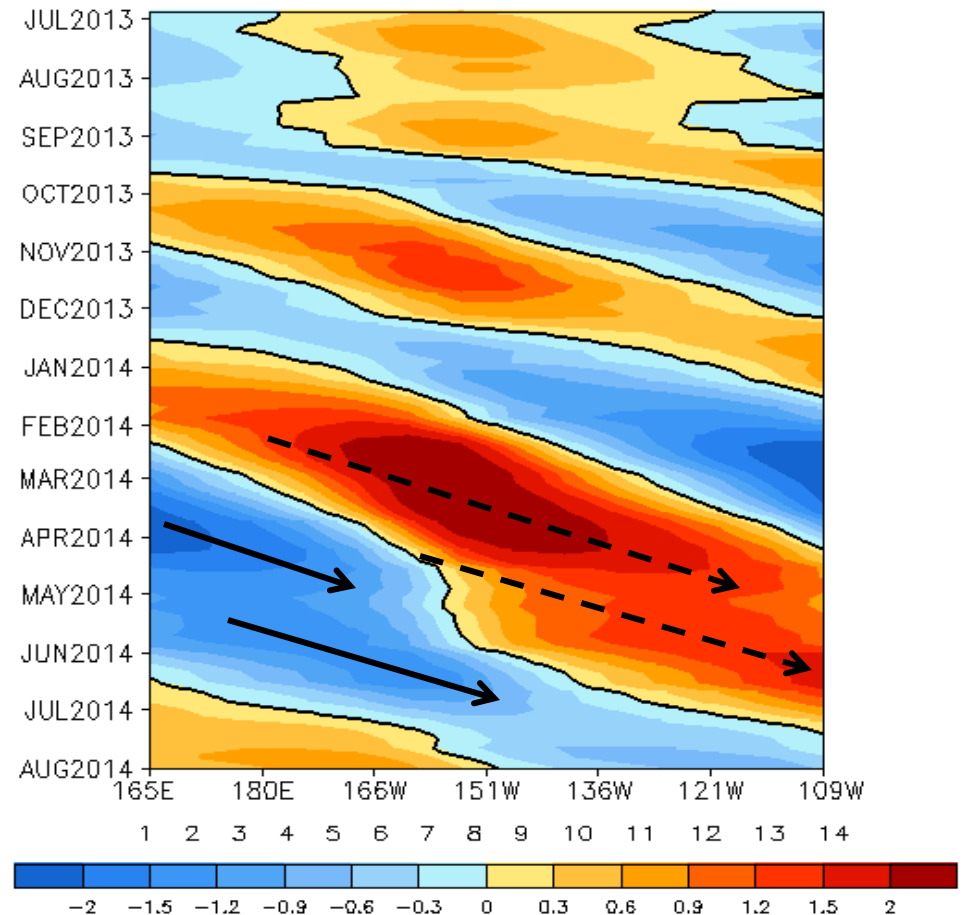 JUL2013
AUG2013
SEP2013
OCT2013
NOV2013
DEC2013
JAN2014
FEB2014
MAR2014
APR2014
MAY2014
JUN2014
JUL2014
AUG2014
165E 180E 166W 151W 136W 121W 109W
1 2 3 4 5 6 7 8 9 10 11 12 13 14
-2 -1.5 -1.2 -0.9 -0.6 -0.3 0 0.3 0.6 0.9 1.2 1.5 2